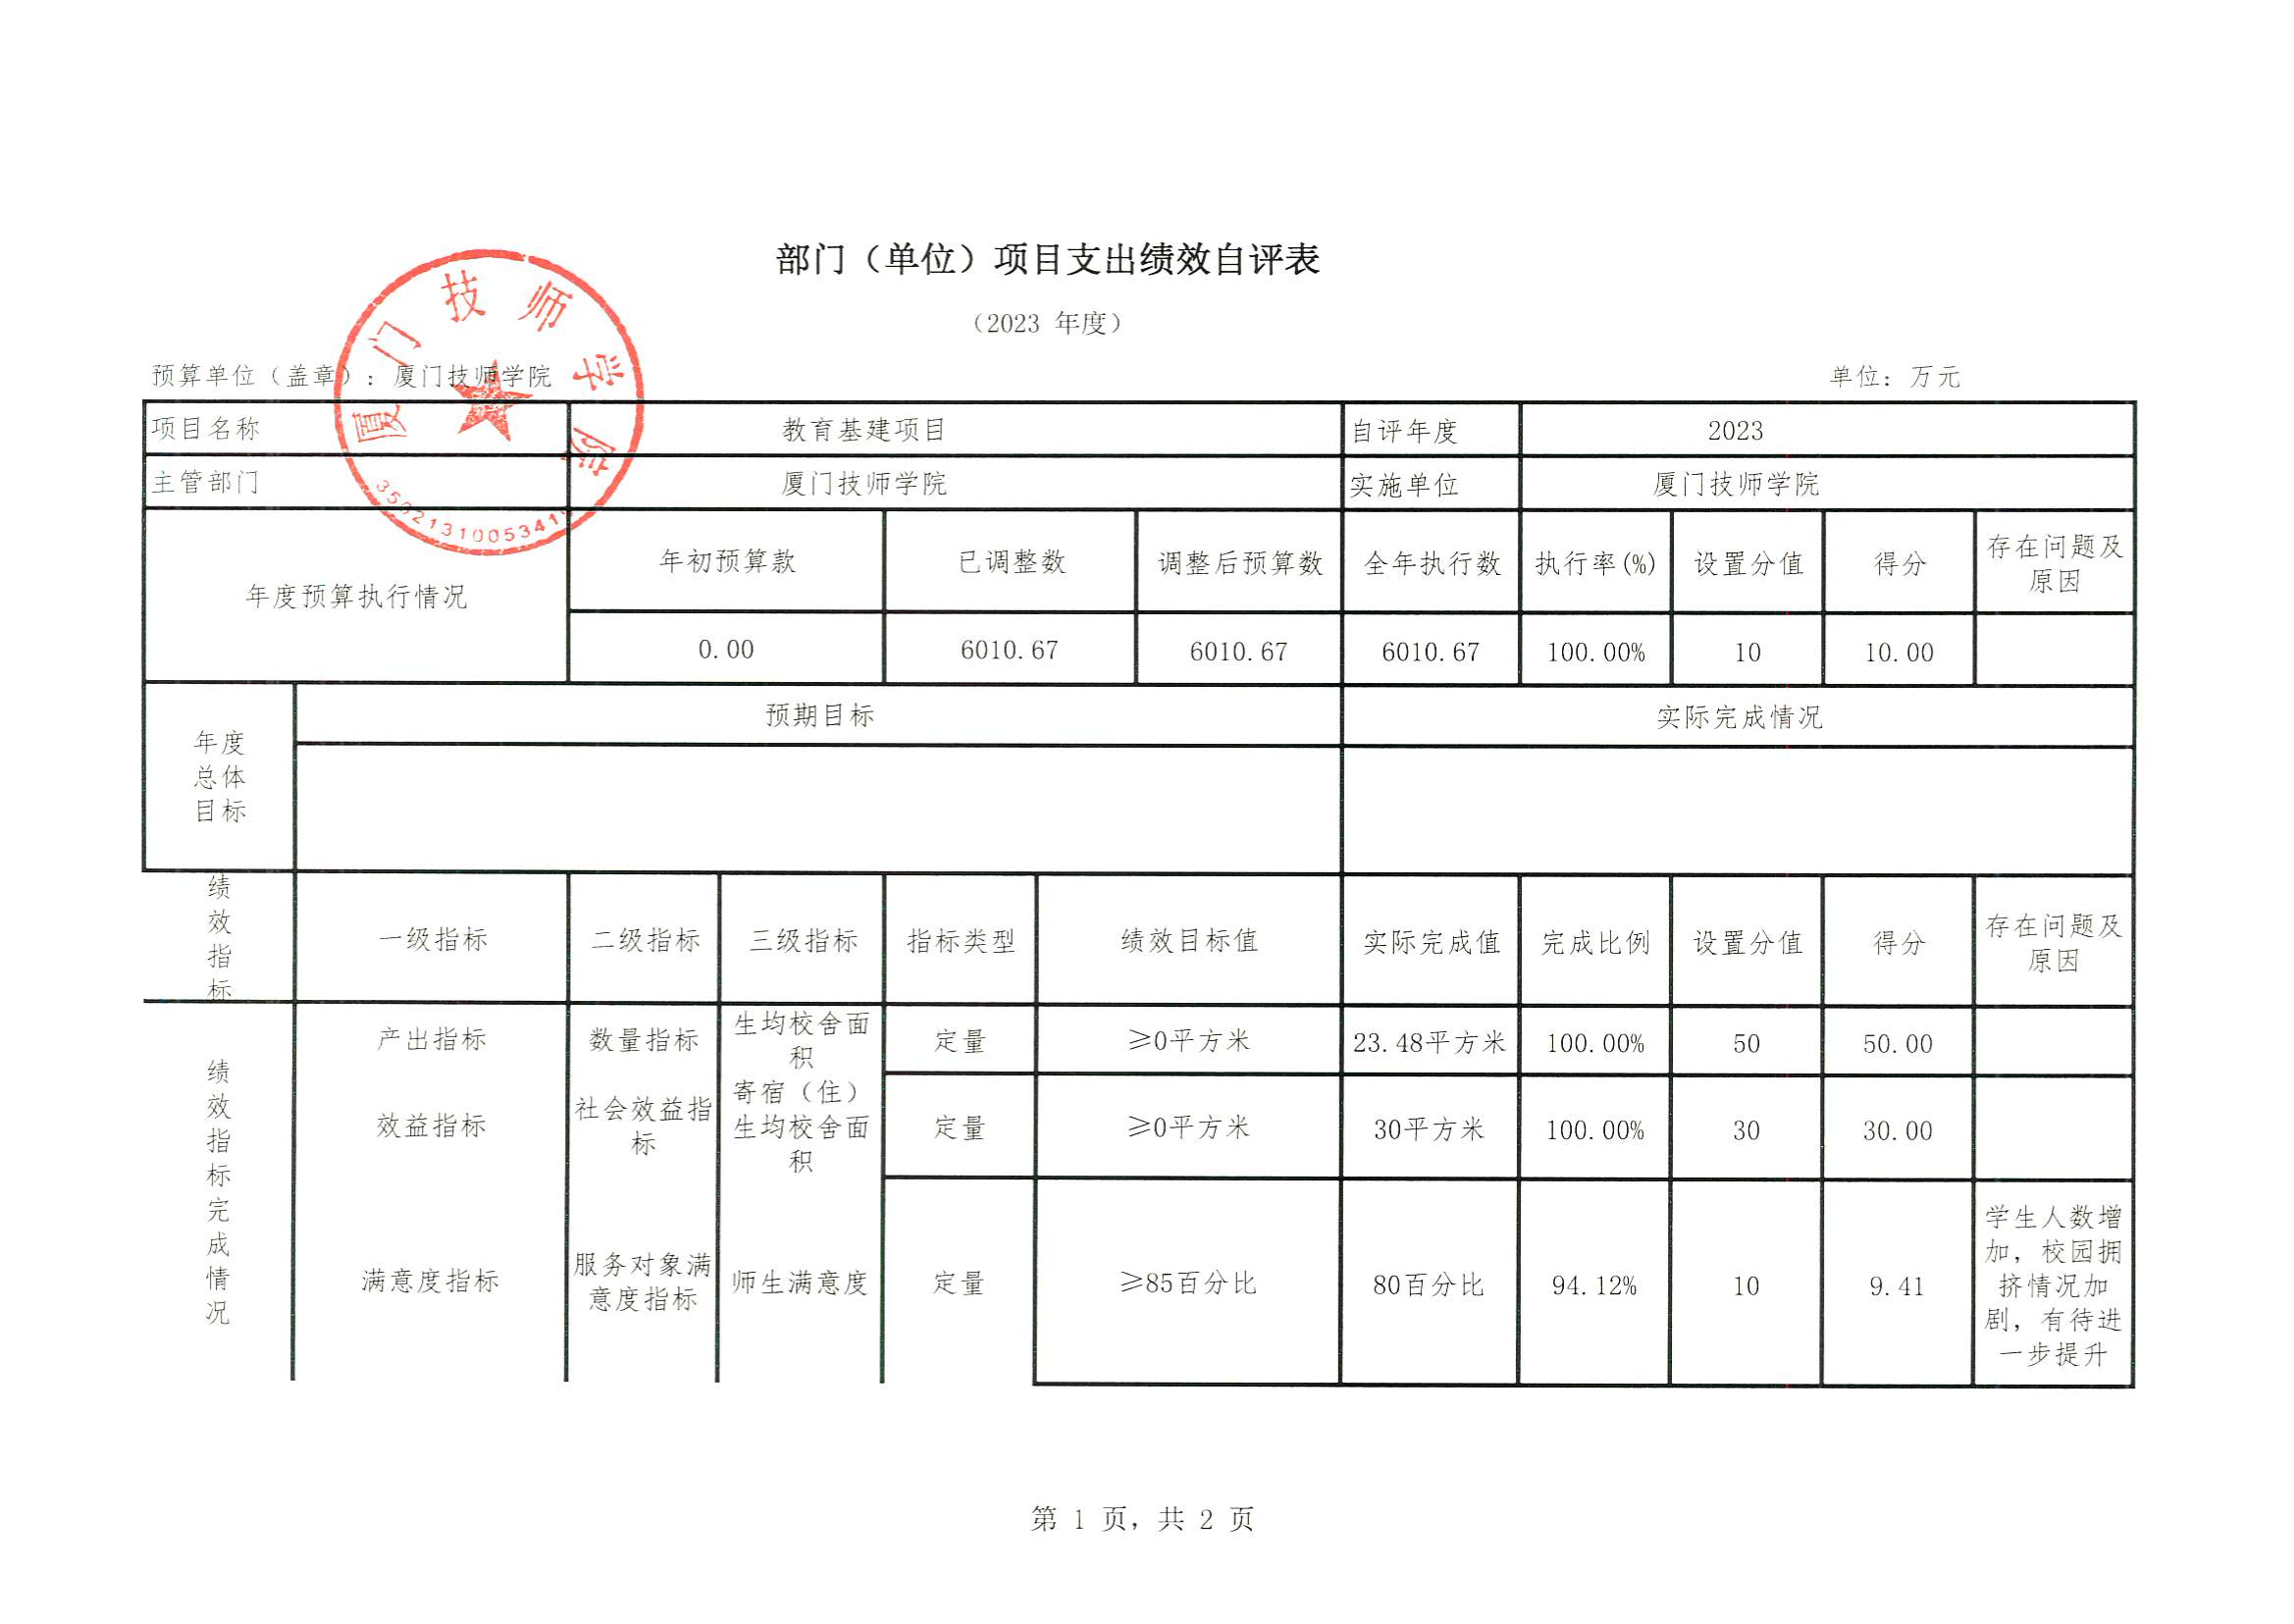 部门（单位）项目支出绩效自评表
（2023 年度）
预算单位（盖章）：厦门技师学院
单位：万元
厦门技师学院
项目名称 教育基建项目 自评年度 2023
主管部门 厦门技师学院 实施单位 厦门技师学院
年度预算执行情况
年初预算款 已调整数 调整后预算数 全年执行数 执行率(%) 设置分值 得分 存在问题及
原因
0.00 6010.67 6010.67 6010.67 100.00% 10 10.00
年度
总体
目标
预期目标 实际完成情况
绩
效
指
标
一级指标 二级指标 三级指标 指标类型 绩效目标值 实际完成值 完成比例 设置分值 得分 存在问题及
原因
绩
效
指
标
完
成
情
况
产出指标 数量指标 生均校舍面
积
定量 ≥0平方米 23.48平方米 100.00% 50 50.00
效益指标 社会效益指
标
寄宿（住）
生均校舍面
积
定量 ≥0平方米 30平方米 100.00% 30 30.00
满意度指标 服务对象满
意度指标
师生满意度 定量 ≥85百分比 80百分比 94.12% 10 9.41
学生人数增
加，校园拥
挤情况加
剧，有待进
一步提升
第 1 页，共 2 页